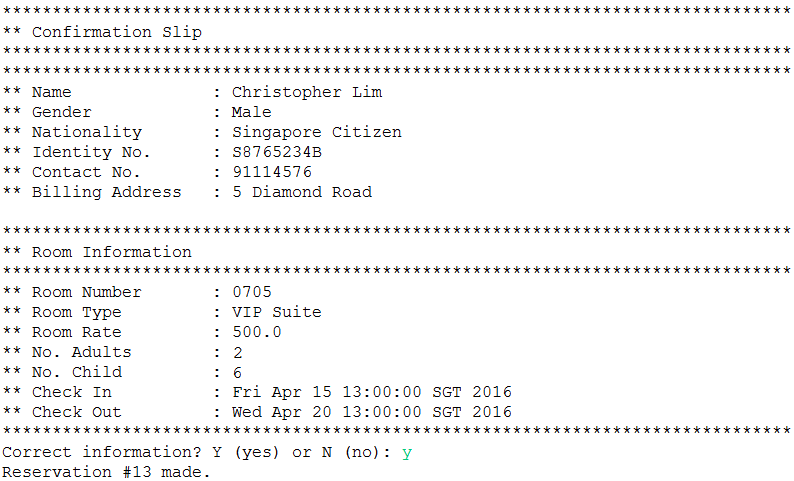 *******************************************************************************
** Confirmation Slip
*******************************************************************************
*******************************************************************************
** Name              : Christopher Lim
** Gender            : Male
** Nationality       : Singapore Citizen
** Identity No.      : S8765234B
** Contact No.       : 91114576
** Billing Address   : 5 Diamond Road
*******************************************************************************
** Room Information
*******************************************************************************
** Room Number       : 0705
** Room Type         : VIP Suite
** Room Rate         : 500.0
** No. Adults        : 2
** No. Child         : 6
** Check In          : Fri Apr 15 13:00:00 SGT 2016
** Check Out         : Wed Apr 20 13:00:00 SGT 2016
*******************************************************************************
Correct information? Y (yes) or N (no): y
Reservation #13 made.